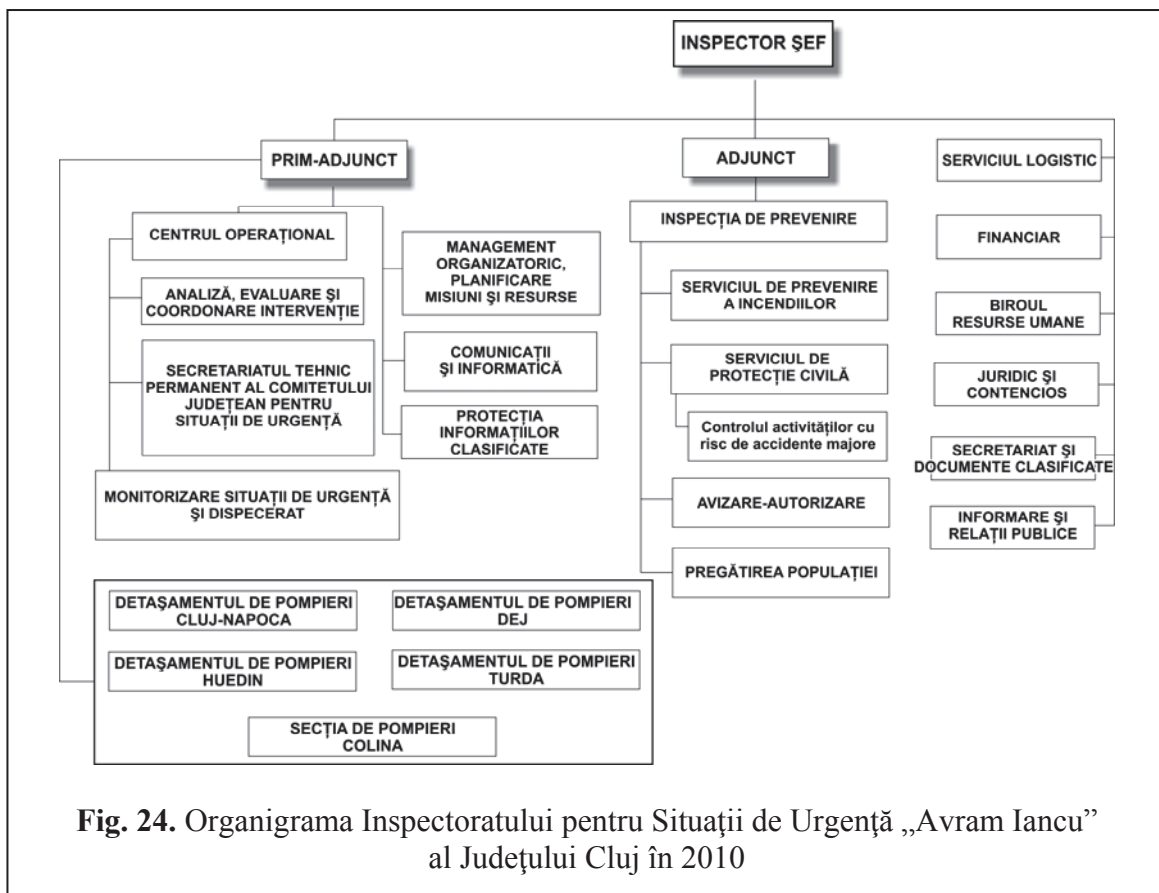 INSPECTOR ŞEF
PRIM-ADJUNCT
CENTRUL OPERAŢIONAL
ANALIZĂ, EVALUARE ŞI
COORDONARE INTERVENŢIE
SECRETARIATUL TEHNIC
PERMANENT AL COMITETULUI
JUDEŢEAN PENTRU
SITUAŢII DE URGENŢĂ
MONITORIZARE SITUAŢII DE URGENŢĂ
ŞI DISPECERAT
MANAGEMENT
ORGANIZATORIC,
PLANIFICARE
MISIUNI ŞI RESURSE
COMUNICAŢII
ŞI INFORMATICĂ
PROTECŢIA
INFORMAŢIILOR
CLASIFICATE
ADJUNCT
INSPECŢIA DE PREVENIRE
SERVICIUL DE PREVENIRE
A INCENDIILOR
SERVICIUL DE
PROTECŢIE CIVILĂ
Controlul activităţilor cu
risc de accidente majore
AVIZARE-AUTORIZARE
PREGĂTIREA POPULAŢIEI
SERVICIUL LOGISTIC
FINANCIAR
BIROUL
RESURSE UMANE
JURIDIC ŞI
CONTENCIOS
SECRETARIAT ŞI
DOCUMENTE CLASIFICATE
INFORMARE ŞI
RELAŢII PUBLICE
DETAŞAMENTUL DE POMPIERI
CLUJ-NAPOCA
DETAŞAMENTUL DE POMPIERI
DEJ
DETAŞAMENTUL DE POMPIERI
HUEDIN
DETAŞAMENTUL DE POMPIERI
TURDA
SECŢIA DE POMPIERI
COLINA
Fig. 24. Organigrama Inspectoratului pentru Situaţii de Urgenţă „Avram Iancu”
al Judeţului Cluj în 2010